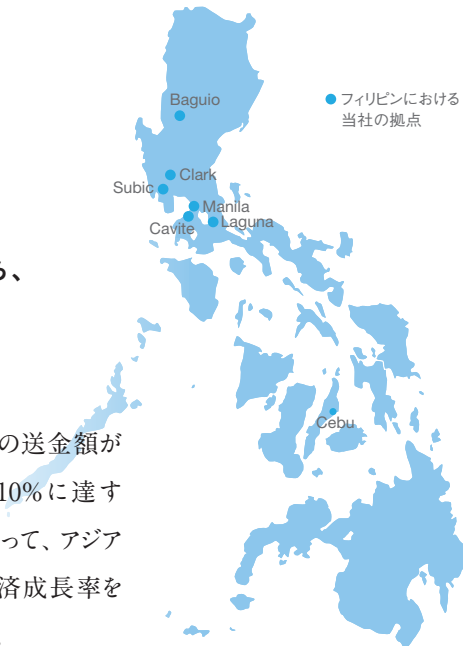 Baguio
フィリピンにおける
当社の拠点
Clark
Subic
Manila
Cavite
Laguna
ら、
Cebu
の送金額が
10%に達す
って、アジア
済成長率を